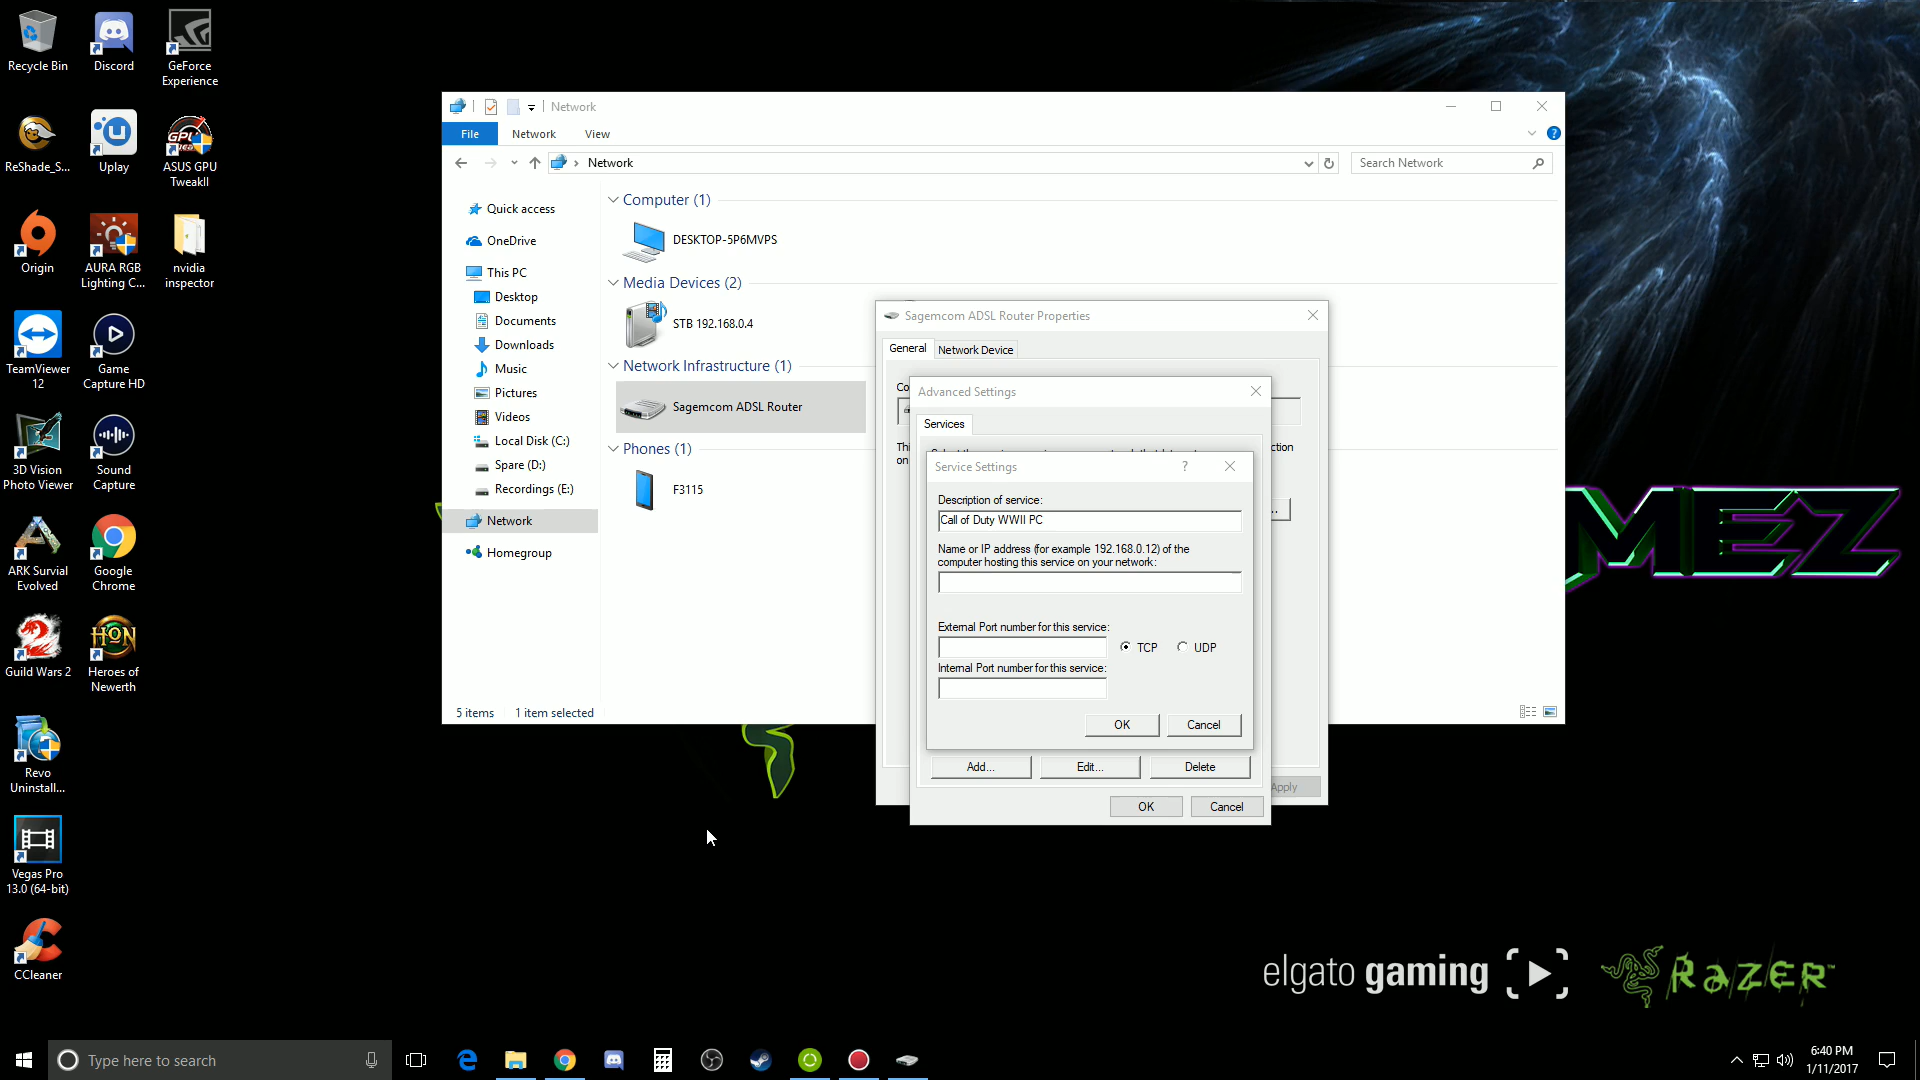 Recycle Bin
Discord
GeForce
Experience
ReShade_S...
Uplay
ASUS GPU
TweakII
Origin
AURA RGB
Lighting C...
nvidia
inspector
TeamViewer
12
Game
Capture HD
3D Vision
Photo Viewer
Sound
Capture
ARK Survial
Evolved
Google
Chrome
Guild Wars 2
HON
Heroes of
Newerth
Revo
Uninstall...
Vegas Pro
13.0 (64-bit)
CCleaner
Network
File
Network
View
Network
Search Network
Quick access
OneDrive
This PC
Desktop
Documents
Downloads
Music
Pictures
Videos
Local Disk (C:)
Spare (D:)
Recordings (E:)
Network
Homegroup
Computer (1)
DESKTOP-5P6MVPS
Media Devices (2)
STB 192.168.0.4
Network Infrastructure (1)
Sagemcom ADSL Router
Phones (1)
F3115
5 items
1 item selected
Sagemcom ADSL Router Properties
General
Network Device
Co
Thi
ction
on
Apply
Advanced Settings
Services
Service Settings
?
Description of service:
Call of Duty WWII PC
Name or IP address (for example 192.168.0.12) of the
computer hosting this service on your network:
External Port number for this service:
TCP
UDP
Internal Port number for this service:
OK
Cancel
Add...
Edit...
Delete
OK
Cancel
MEZ
elgato gaming
RAZER™
Type here to search
6:40 PM
1/11/2017